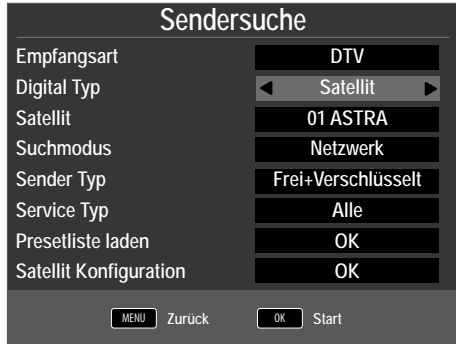 Sendersuche
Empfangsart DTV
Digital Typ Satellit
Satellit 01 ASTRA
Suchmodus Netzwerk
Sender Typ Frei+Verschlüsselt
Service Typ Alle
Presetliste laden OK
Satellit Konfiguration OK
MENU Zurück OK Start